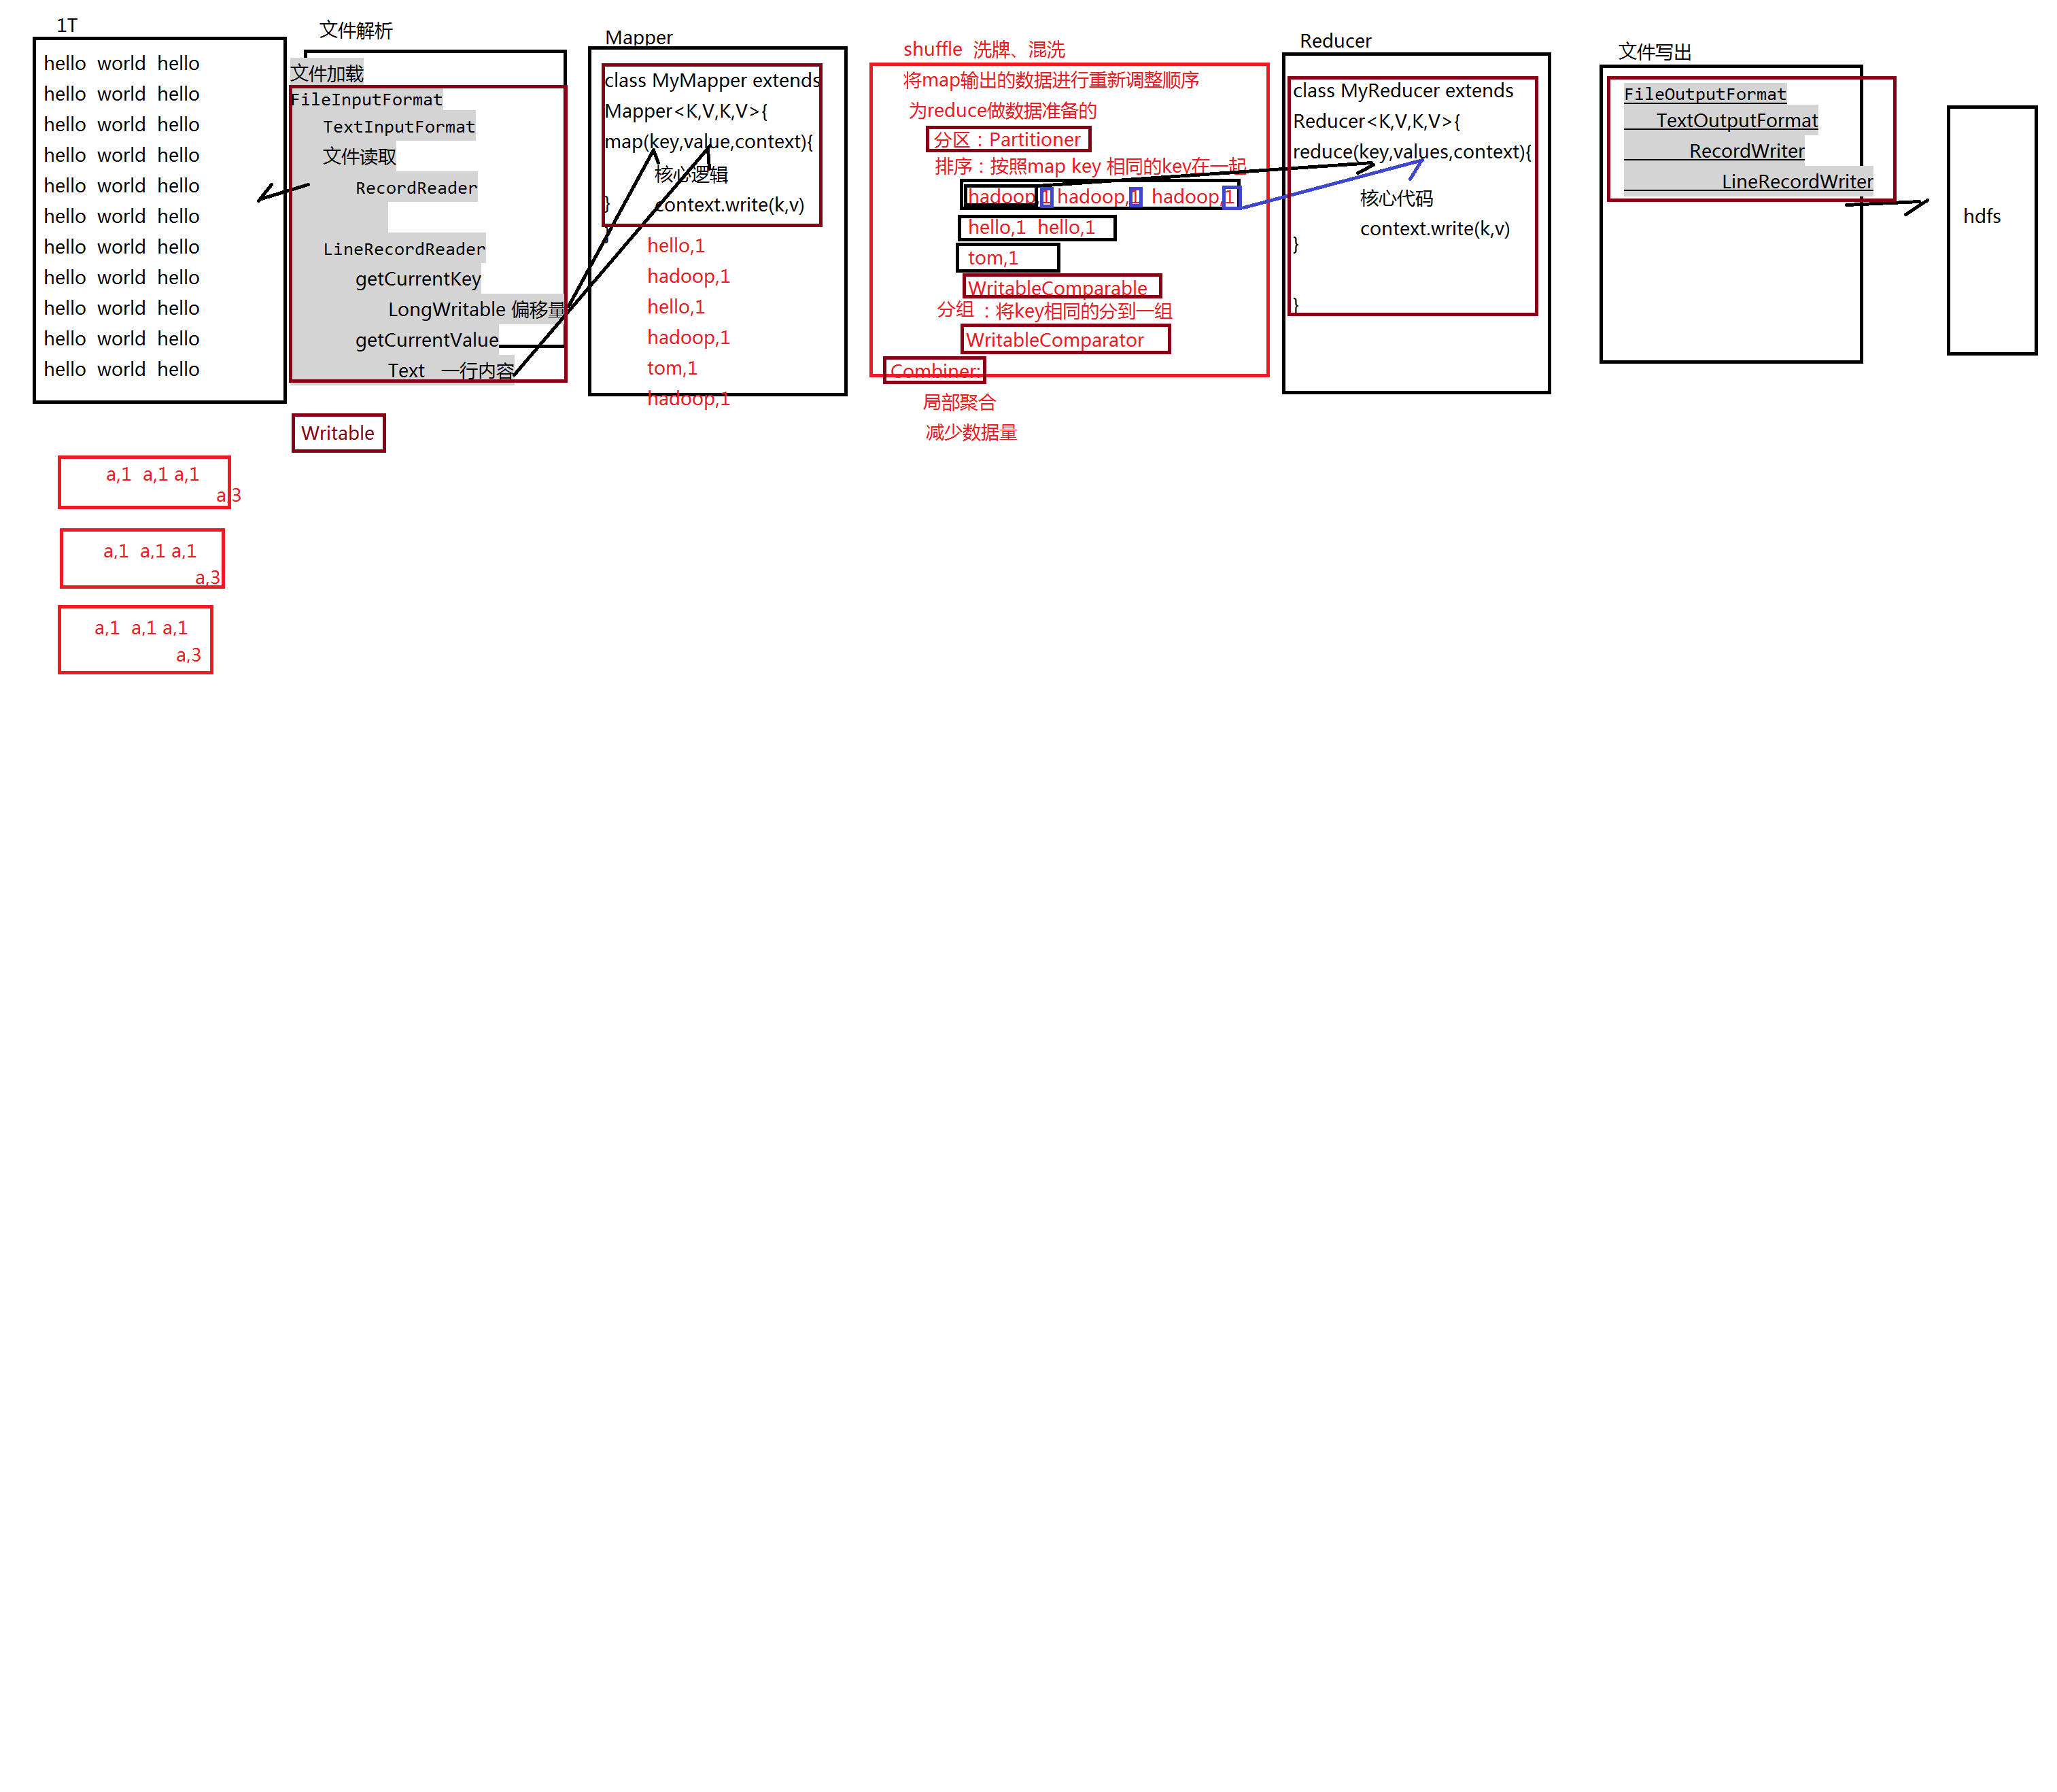 1T
hello world hello
hello world hello
hello world hello
hello world hello
hello world hello
hello world hello
hello world hello
hello world hello
hello world hello
hello world hello
hello world hello
文件解析
文件加载
FileInputFormat
TextInputFormat
文件读取
RecordReader
LineRecordReader
getCurrentKey
LongWritable 偏移量
getCurrentValue
Text 一行内容
Writable
a,1 a,1 a,1
a,3
a,1 a,1 a,1
a,3
a,1 a,1 a,1
a,3
Mapper
class MyMapper extends
Mapper<K,V,K,V>{
map(key,value,context){
核心逻辑
context.write(k,v)
}
}
hello,1
hadoop,1
hello,1
hadoop,1
tom,1
hadoop,1
shuffle 洗牌、混洗
将map输出的数据进行重新调整顺序
为reduce做数据准备的
分区：Partitioner
排序：按照map key 相同的key在一起
hadoop,1 hadoop,1 hadoop,1
hello,1 hello,1
tom,1
WritableComparable
分组：将key相同的分到一组
WritableComparator
Combiner:
局部聚合
减少数据量
Reducer
class MyReducer extends
Reducer<K,V,K,V>{
reduce(key,values,context){
核心代码
context.write(k,v)
}
}
文件写出
FileOutputFormat
TextOutputFormat
RecordWriter
LineRecordWriter
hdfs